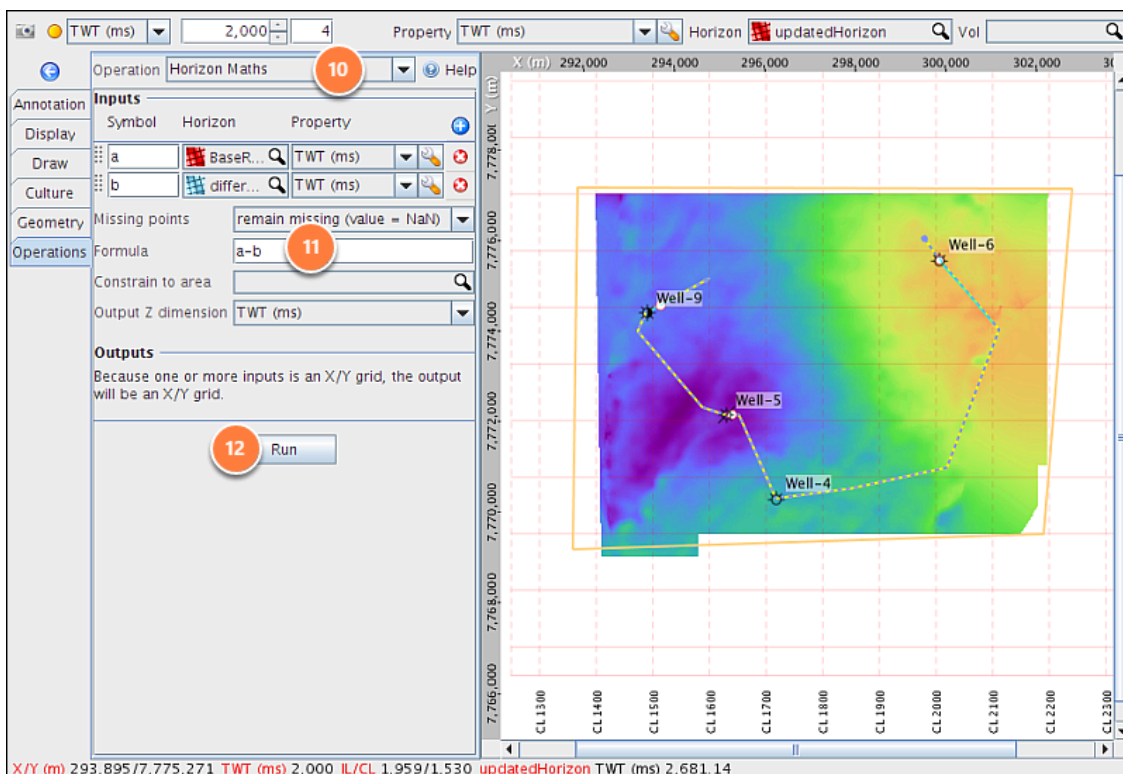 TWT (ms) 2,000 4 Property TWT (ms) Horizon updatedHorizon Vol
Operation Horizon Maths 10 Help
Annotation
Display
Draw
Culture
Geometry
Operations
Inputs
Symbol Horizon Property
a BaseR... TWT (ms)
b differ... TWT (ms)
Missing points remain missing (value = NaN)
Formula a-b 11
Constrain to area
Output Z dimension TWT (ms)
Outputs
Because one or more inputs is an X/Y grid, the output
will be an X/Y grid.
12 Run
X (m) 292,000 294,000 296,000 298,000 300,000 302,000 30
Y (m)
7,778,000
7,776,000
7,774,000
7,772,000
7,770,000
7,768,000
7,766,000
Well-6
Well-9
Well-5
Well-4
CL1300 CL1400 CL1500 CL1600 CL1700 CL1800 CL1900 CL2000 CL2100 CL2200 CL2300
X/Y (m) 293,895/7,775,271 TWT (ms) 2,000 IL/CL 1,959/1,530 updatedHorizon TWT (ms) 2,681.14